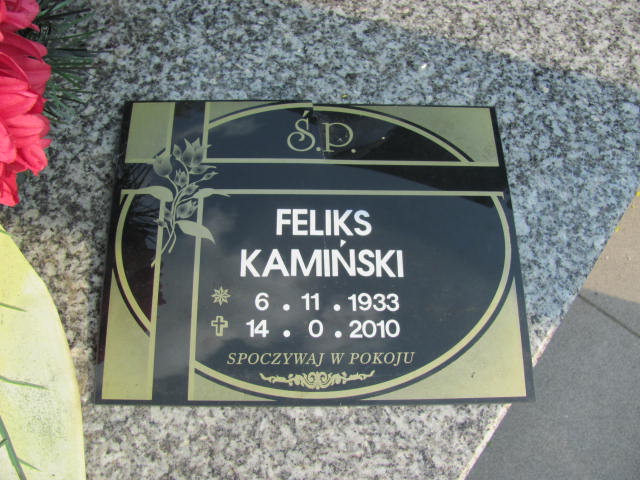 Ś.P.
FELIKS
KAMIŃSKI
6 . 11 . 1933
14 . 0 . 2010
SPOCZYWAJ W POKOJU